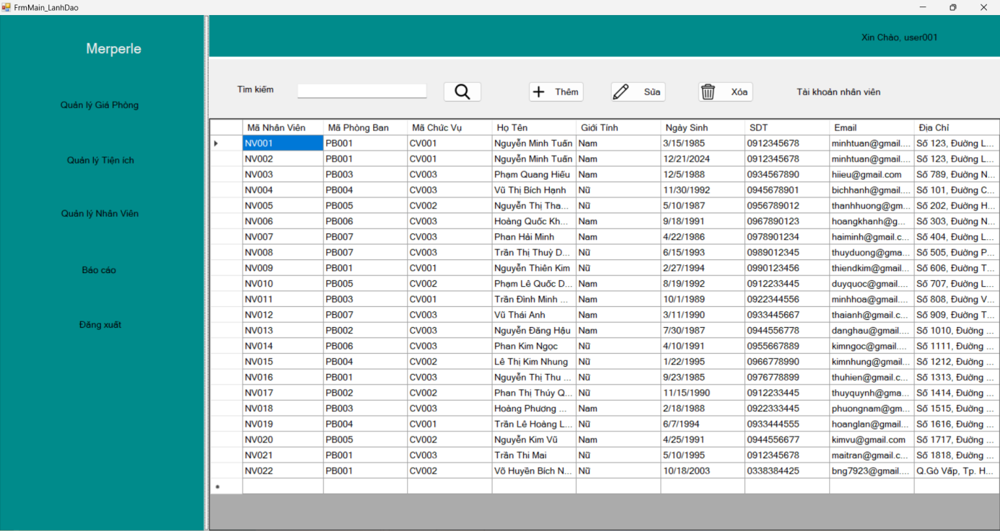 FrmMain_LanhDao
Merperle
Quản lý Giá Phòng
Quản lý Tiện ích
Quản lý Nhân Viên
Báo cáo
Đăng xuất
Xin Chào, user001
Tìm kiếm Thêm Sửa Xóa Tài khoản nhân viên
Mã Nhân Viên Mã Phòng Ban Mã Chức Vụ Họ Tên Giới Tính Ngày Sinh SDT Email Địa Chỉ
NV001 PB001 CV001 Nguyễn Minh Tuấn Nam 3/15/1985 0912345678 minhtuan@gmail.... Số 123, Đường L...
NV002 PB001 CV001 Nguyễn Minh Tuấn Nam 12/21/2024 0912345678 minhtuan@gmail.... Số 123, Đường L...
NV003 PB003 CV003 Phạm Quang Hiếu Nam 12/5/1988 0934567890 hiieu@gmail.com Số 789, Đường N...
NV004 PB004 CV003 Vũ Thị Bích Hạnh Nữ 11/30/1992 0945678901 bichhanh@gmail.... Số 101, Đường C...
NV005 PB005 CV002 Nguyễn Thị Tha... Nữ 5/10/1987 0956789012 thanhhuong@gm... Số 202, Đường H...
NV006 PB006 CV003 Hoàng Quốc Kh... Nam 9/18/1991 0967890123 hoangkhanh@g... Số 303, Đường N...
NV007 PB007 CV003 Phan Hải Minh Nam 4/22/1986 0978901234 haiminh@gmail.c... Số 404, Đường L...
NV008 PB007 CV003 Trần Thị Thuỳ D... Nữ 6/15/1993 0989012345 thuyduong@gma... Số 505, Đường P...
NV009 PB001 CV001 Nguyễn Thiên Kim Nữ 2/27/1994 0990123456 thiendkim@gmail... Số 606, Đường T...
NV010 PB005 CV002 Phạm Lê Quốc D... Nam 8/19/1992 0912233445 duyquoc@gmail.... Số 707, Đường L...
NV011 PB003 CV001 Trần Đình Minh ... Nam 10/1/1989 0922344556 minhhoa@gmail.... Số 808, Đường V...
NV012 PB007 CV003 Vũ Thái Anh Nam 3/11/1990 0933445667 thaianh@gmail.c... Số 909, Đường T...
NV013 PB002 CV003 Nguyễn Đăng Hậu Nam 7/30/1987 0944556778 danghau@gmail.... Số 1010, Đường ...
NV014 PB006 CV003 Phan Kim Ngọc Nữ 4/10/1991 0955667889 kimngoc@gmail.... Số 1111, Đường ...
NV015 PB004 CV002 Lê Thị Kim Nhung Nữ 1/22/1995 0966778990 kimnhung@gmail... Số 1212, Đường ...
NV016 PB001 CV003 Nguyễn Thị Thu ... Nữ 9/23/1985 0976778899 thuhien@gmail.c... Số 1313, Đường ...
NV017 PB002 CV002 Phan Thị Thúy Q... Nữ 11/15/1990 0912233445 thuyquynh@gma... Số 1414, Đường ...
NV018 PB003 CV003 Hoàng Phương ... Nam 2/18/1988 0922333445 phuongnam@gm... Số 1515, Đường ...
NV019 PB004 CV001 Trần Lê Hoàng L... Nữ 6/7/1994 0933444555 hoanglan@gmail... Số 1616, Đường ...
NV020 PB005 CV002 Nguyễn Kim Vũ Nam 4/25/1991 0944556677 kimvu@gmail.com Số 1717, Đường ...
NV021 PB001 CV003 Trần Thi Mai Nữ 5/10/1995 0912345678 maitran@gmail.c... Số 1818, Đường ...
NV022 PB001 CV002 Võ Huyền Bích N... Nữ 10/18/2003 0338384425 bng7923@gmail.... Q.Gò Vấp, Tp. H...